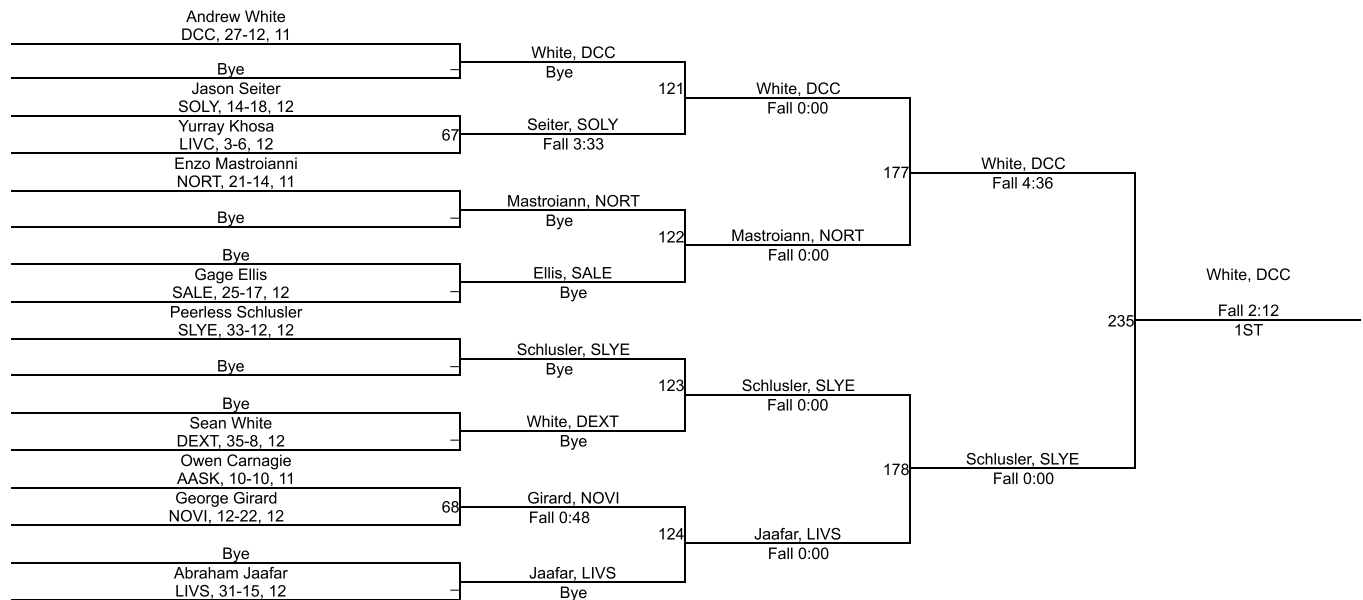 Andrew White
DCC, 27-12, 11
Bye
Jason Seiter
SOLY, 14-18, 12
Yurray Khosa
LIVC, 3-6, 12
67
Enzo Mastroianni
NORT, 21-14, 11
Bye
Bye
Gage Ellis
SALE, 25-17, 12
Peerless Schlusler
SLYE, 33-12, 12
Bye
Bye
Sean White
DEXT, 35-8, 12
Owen Carnagie
AASK, 10-10, 11
George Girard
NOVI, 12-22, 12
68
Bye
Abraham Jaafar
LIVS, 31-15, 12
White, DCC
Bye
121
Seiter, SOLY
Fall 3:33
Mastroiann, NORT
Bye
122
Ellis, SALE
Bye
Schlusler, SLYE
Bye
123
White, DEXT
Bye
Girard, NOVI
Fall 0:48
124
Jaafar, LIVS
Bye
White, DCC
Fall 0:00
177
Mastroiann, NORT
Fall 0:00
Schlusler, SLYE
Fall 0:00
178
Jaafar, LIVS
Fall 0:00
White, DCC
Fall 4:36
235
Schlusler, SLYE
Fall 0:00
White, DCC
Fall 2:12
1ST